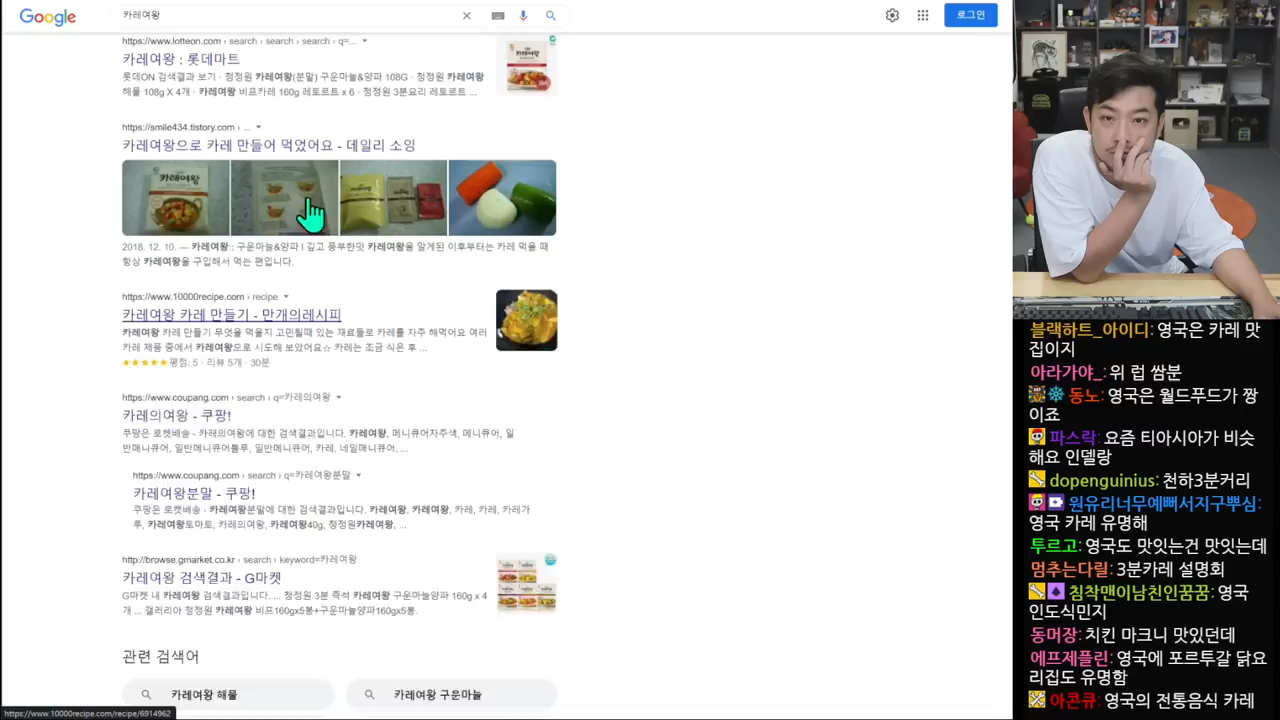 Google
카레여왕
로그인
https://www.lotteon.com › search › search › search › q=...
카레여왕 : 롯데마트
롯데ON 검색결과 보기 · 청정원 카레여왕(분말) 구운마늘&양파 108G · 청정원 카레여왕
해물 108g X 4개 · 카레여왕 비프카레 160g 레토르트 x 6 · 청정원 3분요리 레토르트 ...
https://smile434.tistory.com › ...
카레여왕으로 카레 만들어 먹었어요 - 데일리 소잉
카레여왕
2018. 12. 10. — 카레여왕:: 구운마늘&양파 l 깊고 풍부한맛 카레여왕을 알게된 이후부터는 카레 먹을 때
항상 카레여왕을 구입해서 먹는 편입니다.
https://www.10000recipe.com › recipe
카레여왕 카레 만들기 - 만개의레시피
카레여왕 카레 만들기 무엇을 먹을지 고민될때 있는 재료들로 카레를 자주 해먹어요 여러
카레 제품 중에서 카레여왕으로 시도해 보았어요☆ 카레는 조금 식은 후 ...
★★★★★ 평점: 5 · 리뷰 5개 · 30분
https://www.coupang.com › search › q=카레의여왕
카레의여왕 - 쿠팡!
쿠팡은 로켓배송 - 카레의여왕에 대한 검색결과입니다. 카레여왕, 메니큐어자주색, 메니큐어, 일
반매니큐어, 일반메니큐어블루, 일반메니큐어, 카레, 네일매니큐어, ...
https://www.coupang.com › search › q=카레여왕분말
카레여왕분말 - 쿠팡!
쿠팡은 로켓배송 - 카레여왕분말에 대한 검색결과입니다. 카레여왕, 카레여왕, 카레, 카레, 카레가
루, 카레여왕토마토, 카레의여왕, 카레여왕40g, 청정원카레여왕, ...
http://browse.gmarket.co.kr › search › keyword=카레여왕
카레여왕 검색결과 - G마켓
G마켓 내 카레여왕 검색결과입니다. ... 청정원 3분 즉석 카레여왕 구운마늘양파 160g x 4
개 ... 갤러리아 청정원 카레여왕 비프160gx5봉+구운마늘양파160gx5봉.
관련 검색어
카레여왕 해물
카레여왕 구운마늘
https://www.10000recipe.com/recipe/6914962
블랙하트_아이디: 영국은 카레 맛
집이지
아라가야_: 위 럽 쌈분
동노: 영국은 월드푸드가 짱
이죠
파스락: 요즘 티아시아가 비슷
해요 인델랑
dopenguinius: 천하3분커리
원유리너무예뻐서지구뿌심:
영국 카레 유명해
투르고: 영국도 맛잇는건 맛잇는데
멈추는다릴: 3분카레 설명회
침착맨이남친인꿈꿈: 영국
인도식민지
동머장: 치킨 마크니 맛있던데
에프제플린: 영국에 포르투갈 닭요
리집도 유명함
아콘큐: 영국의 전통음식 카레